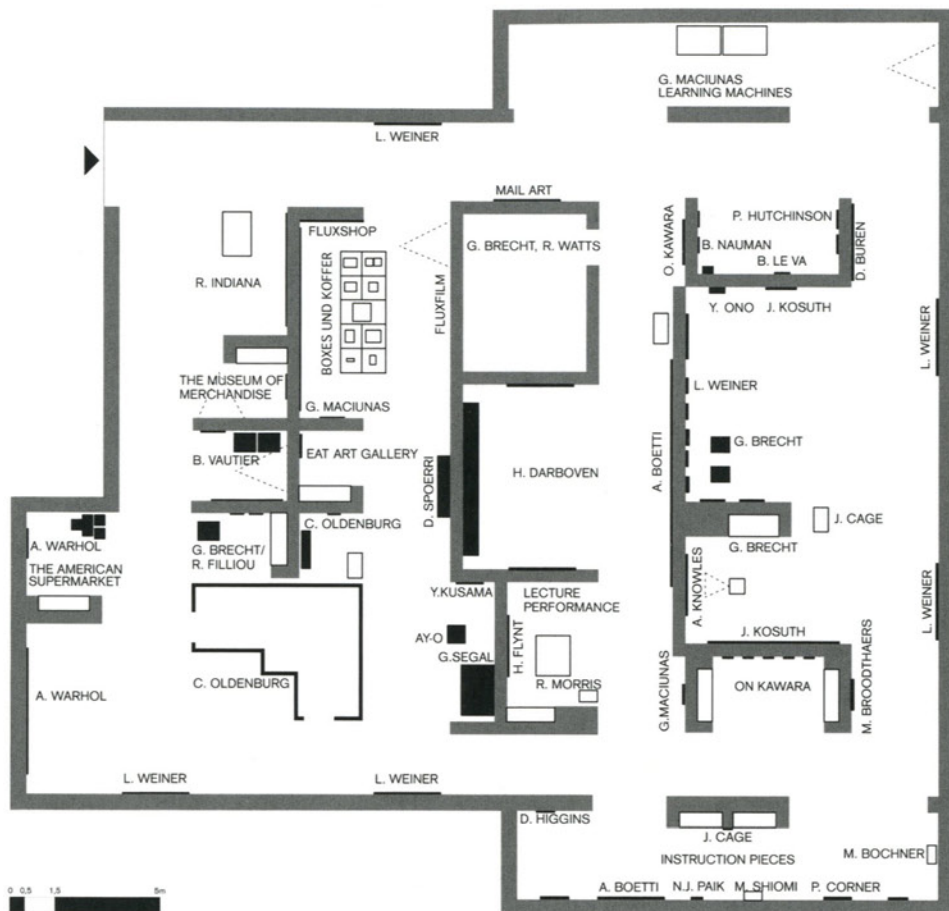 G. MACIUNAS
LEARNING MACHINES
L. WEINER
MAIL ART
FLUXSHOP
G. BRECHT, R. WATTS
O. KAWARA
P. HUTCHINSON
B. NAUMAN
B. LE VA
D. BUREN
R. INDIANA
BOXES UND KOFFER
FLUXFILM
Y. ONO
J. KOSUTH
L. WEINER
THE MUSEUM OF
MERCHANDISE
L. WEINER
G. MACIUNAS
B. VAUTIER
EAT ART GALLERY
D. SPOERRI
H. DARBOVEN
A. BOETTI
G. BRECHT
C. OLDENBURG
J. CAGE
A. WARHOL
THE AMERICAN
SUPERMARKET
G. BRECHT/
R. FILLIOU
G. BRECHT
Y.KUSAMA
LECTURE
PERFORMANCE
A. KNOWLES
L. WEINER
AY-O
G.SEGAL
H. FLYNT
J. KOSUTH
A. WARHOL
C. OLDENBURG
R. MORRIS
G.MACIUNAS
ON KAWARA
M. BROODTHAERS
L. WEINER
L. WEINER
D. HIGGINS
J. CAGE
INSTRUCTION PIECES
M. BOCHNER
A. BOETTI
N.J. PAIK
M. SHIOMI
P. CORNER
0 0,5 1,5 5m